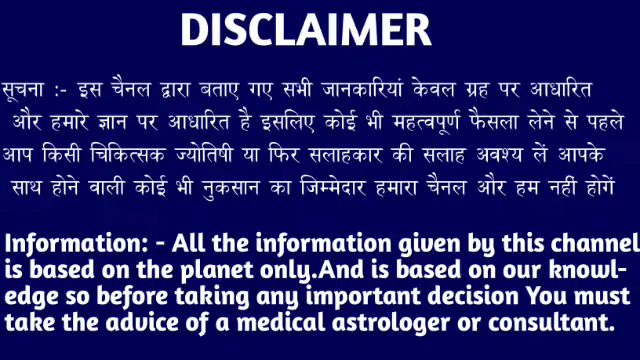 DISCLAIMER
सूचना :- इस चैनल द्वारा बताए गए सभी जानकारियां केवल ग्रह पर आधारित
और हमारे ज्ञान पर आधारित है इसलिए कोई भी महत्वपूर्ण फैसला लेने से पहले
आप किसी चिकित्सक ज्योतिषी या फिर सलाहकार की सलाह अवश्य लें आपके
साथ होने वाली कोई भी नुकसान का जिम्मेदार हमारा चैनल और हम नहीं होगें
Information: - All the information given by this channel
is based on the planet only.And is based on our knowl-
edge so before taking any important decision You must
take the advice of a medical astrologer or consultant.